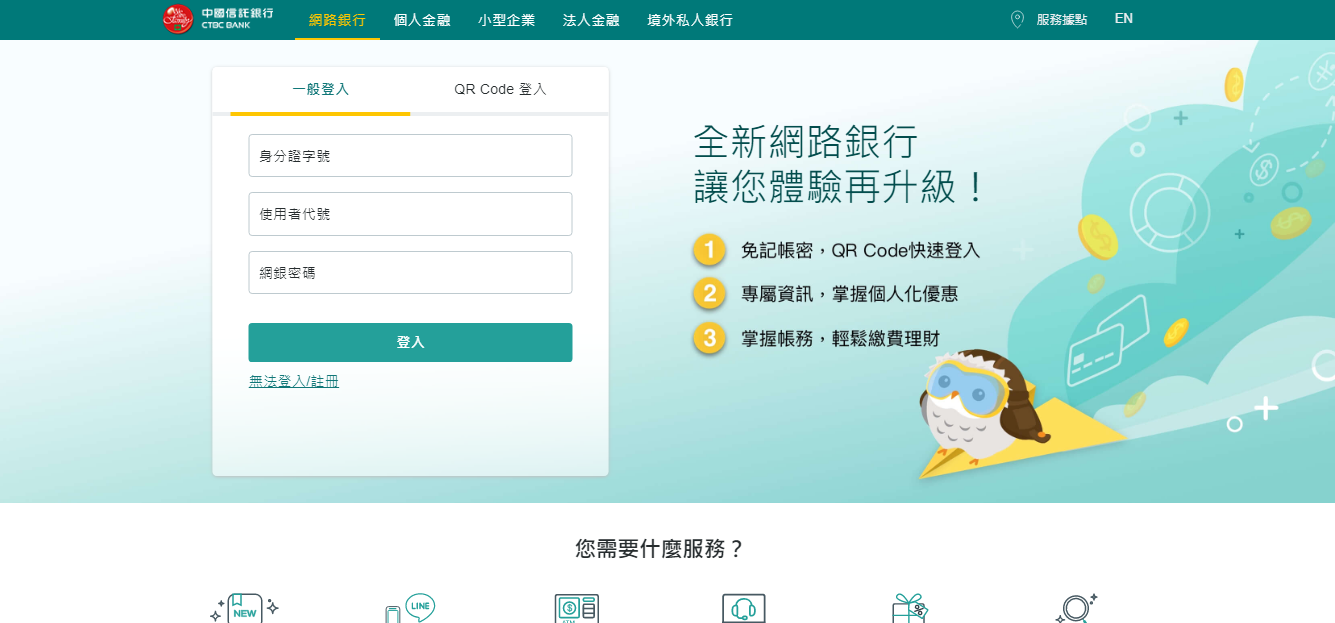 中國信託銀行
CTBC BANK
網路銀行
個人金融
小型企業
法人金融
境外私人銀行
服務據點
EN
一般登入
QR Code 登入
身分證字號
使用者代號
網銀密碼
登入
無法登入/註冊
全新網路銀行
讓您體驗再升級！
1 免記帳密，QR Code快速登入
2 專屬資訊，掌握個人化優惠
3 掌握帳務，輕鬆繳費理財
您需要什麼服務？
NEW
LINE